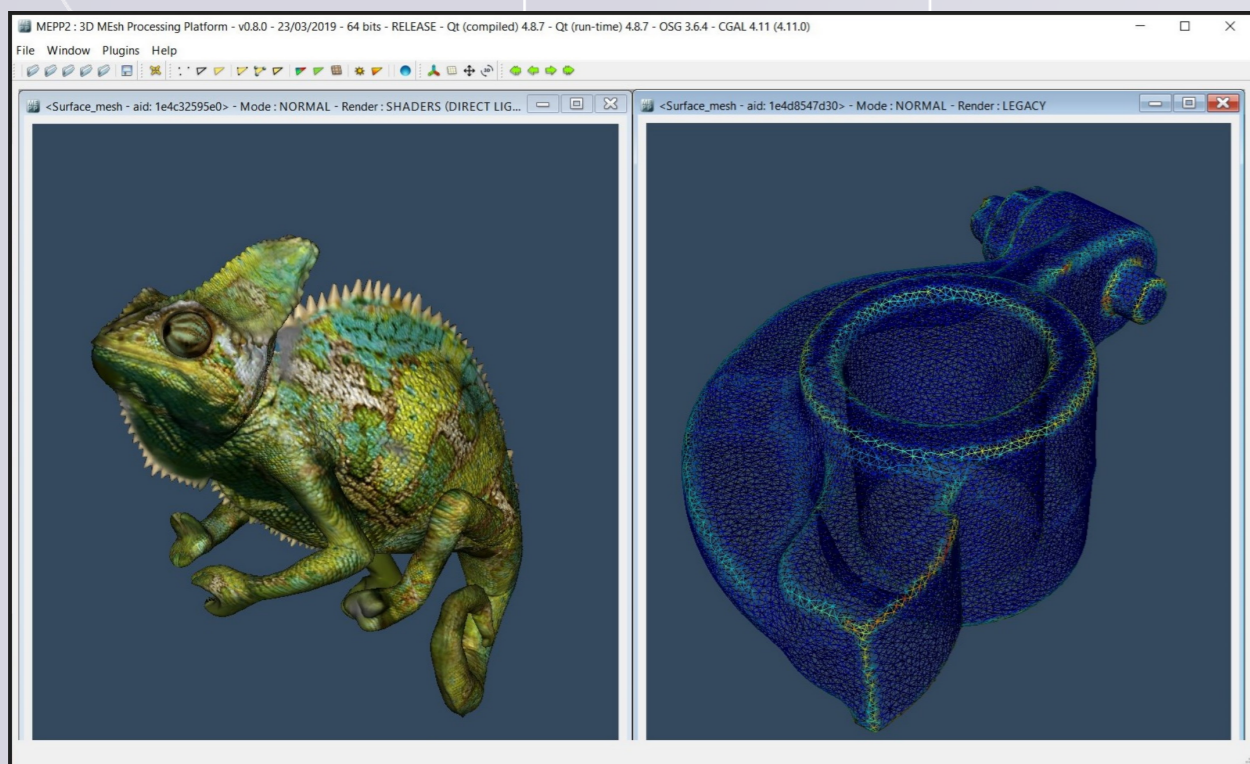 MEPP2 : 3D MEsh Processing Platform - v0.8.0 - 23/03/2019 - 64 bits - RELEASE - Qt (compiled) 4.8.7 - Qt (run-time) 4.8.7 - OSG 3.6.4 - CGAL 4.11 (4.11.0)
File Window Plugins Help
<Surface_mesh - aid: 1e4c32595e0> - Mode : NORMAL - Render : SHADERS (DIRECT LIG...
<Surface_mesh - aid: 1e4d8547d30> - Mode : NORMAL - Render : LEGACY